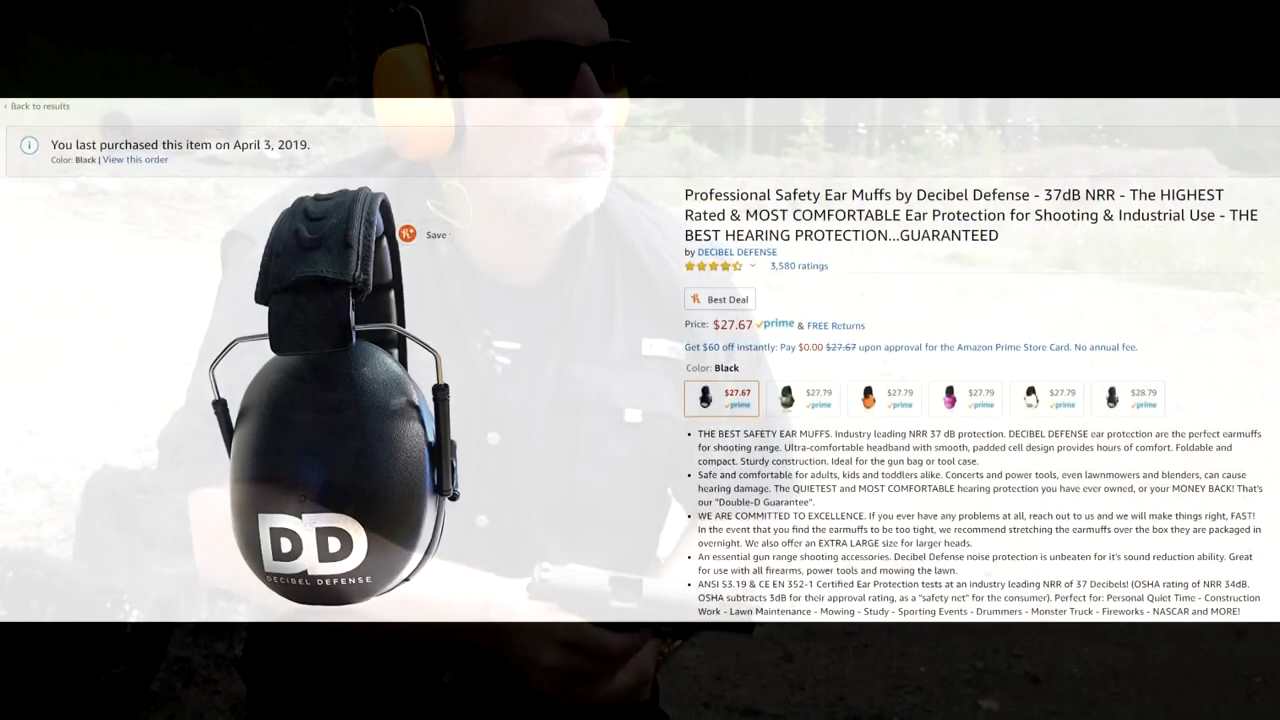 ‹ Back to results
You last purchased this item on April 3, 2019.
Color: Black | View this order
Save
DD
DECIBEL DEFENSE
Professional Safety Ear Muffs by Decibel Defense - 37dB NRR - The HIGHEST
Rated & MOST COMFORTABLE Ear Protection for Shooting & Industrial Use - THE
BEST HEARING PROTECTION...GUARANTEED
by DECIBEL DEFENSE
3,580 ratings
Best Deal
Price: $27.67 prime & FREE Returns
Get $60 off instantly: Pay $0.00 $27.67 upon approval for the Amazon Prime Store Card. No annual fee.
Color: Black
$27.67 $27.79 $27.79 $27.79 $27.79 $28.79
prime prime prime prime prime prime
• THE BEST SAFETY EAR MUFFS. Industry leading NRR 37 dB protection. DECIBEL DEFENSE ear protection are the perfect earmuffs
for shooting range. Ultra-comfortable headband with smooth, padded cell design provides hours of comfort. Foldable and
compact. Sturdy construction. Ideal for the gun bag or tool case.
• Safe and comfortable for adults, kids and toddlers alike. Concerts and power tools, even lawnmowers and blenders, can cause
hearing damage. The QUIETEST and MOST COMFORTABLE hearing protection you have ever owned, or your MONEY BACK! That's
our "Double-D Guarantee".
• WE ARE COMMITTED TO EXCELLENCE. If you ever have any problems at all, reach out to us and we will make things right, FAST!
In the event that you find the earmuffs to be too tight, we recommend stretching the earmuffs over the box they are packaged in
overnight. We also offer an EXTRA LARGE size for larger heads.
• An essential gun range shooting accessories. Decibel Defense noise protection is unbeaten for it's sound reduction ability. Great
for use with all firearms, power tools and mowing the lawn.
• ANSI S3.19 & CE EN 352-1 Certified Ear Protection tests at an industry leading NRR of 37 Decibels! (OSHA rating of NRR 34dB.
OSHA subtracts 3dB for their approval rating, as a "safety net" for the consumer). Perfect for: Personal Quiet Time - Construction
Work - Lawn Maintenance - Mowing - Study - Sporting Events - Drummers - Monster Truck - Fireworks - NASCAR and MORE!